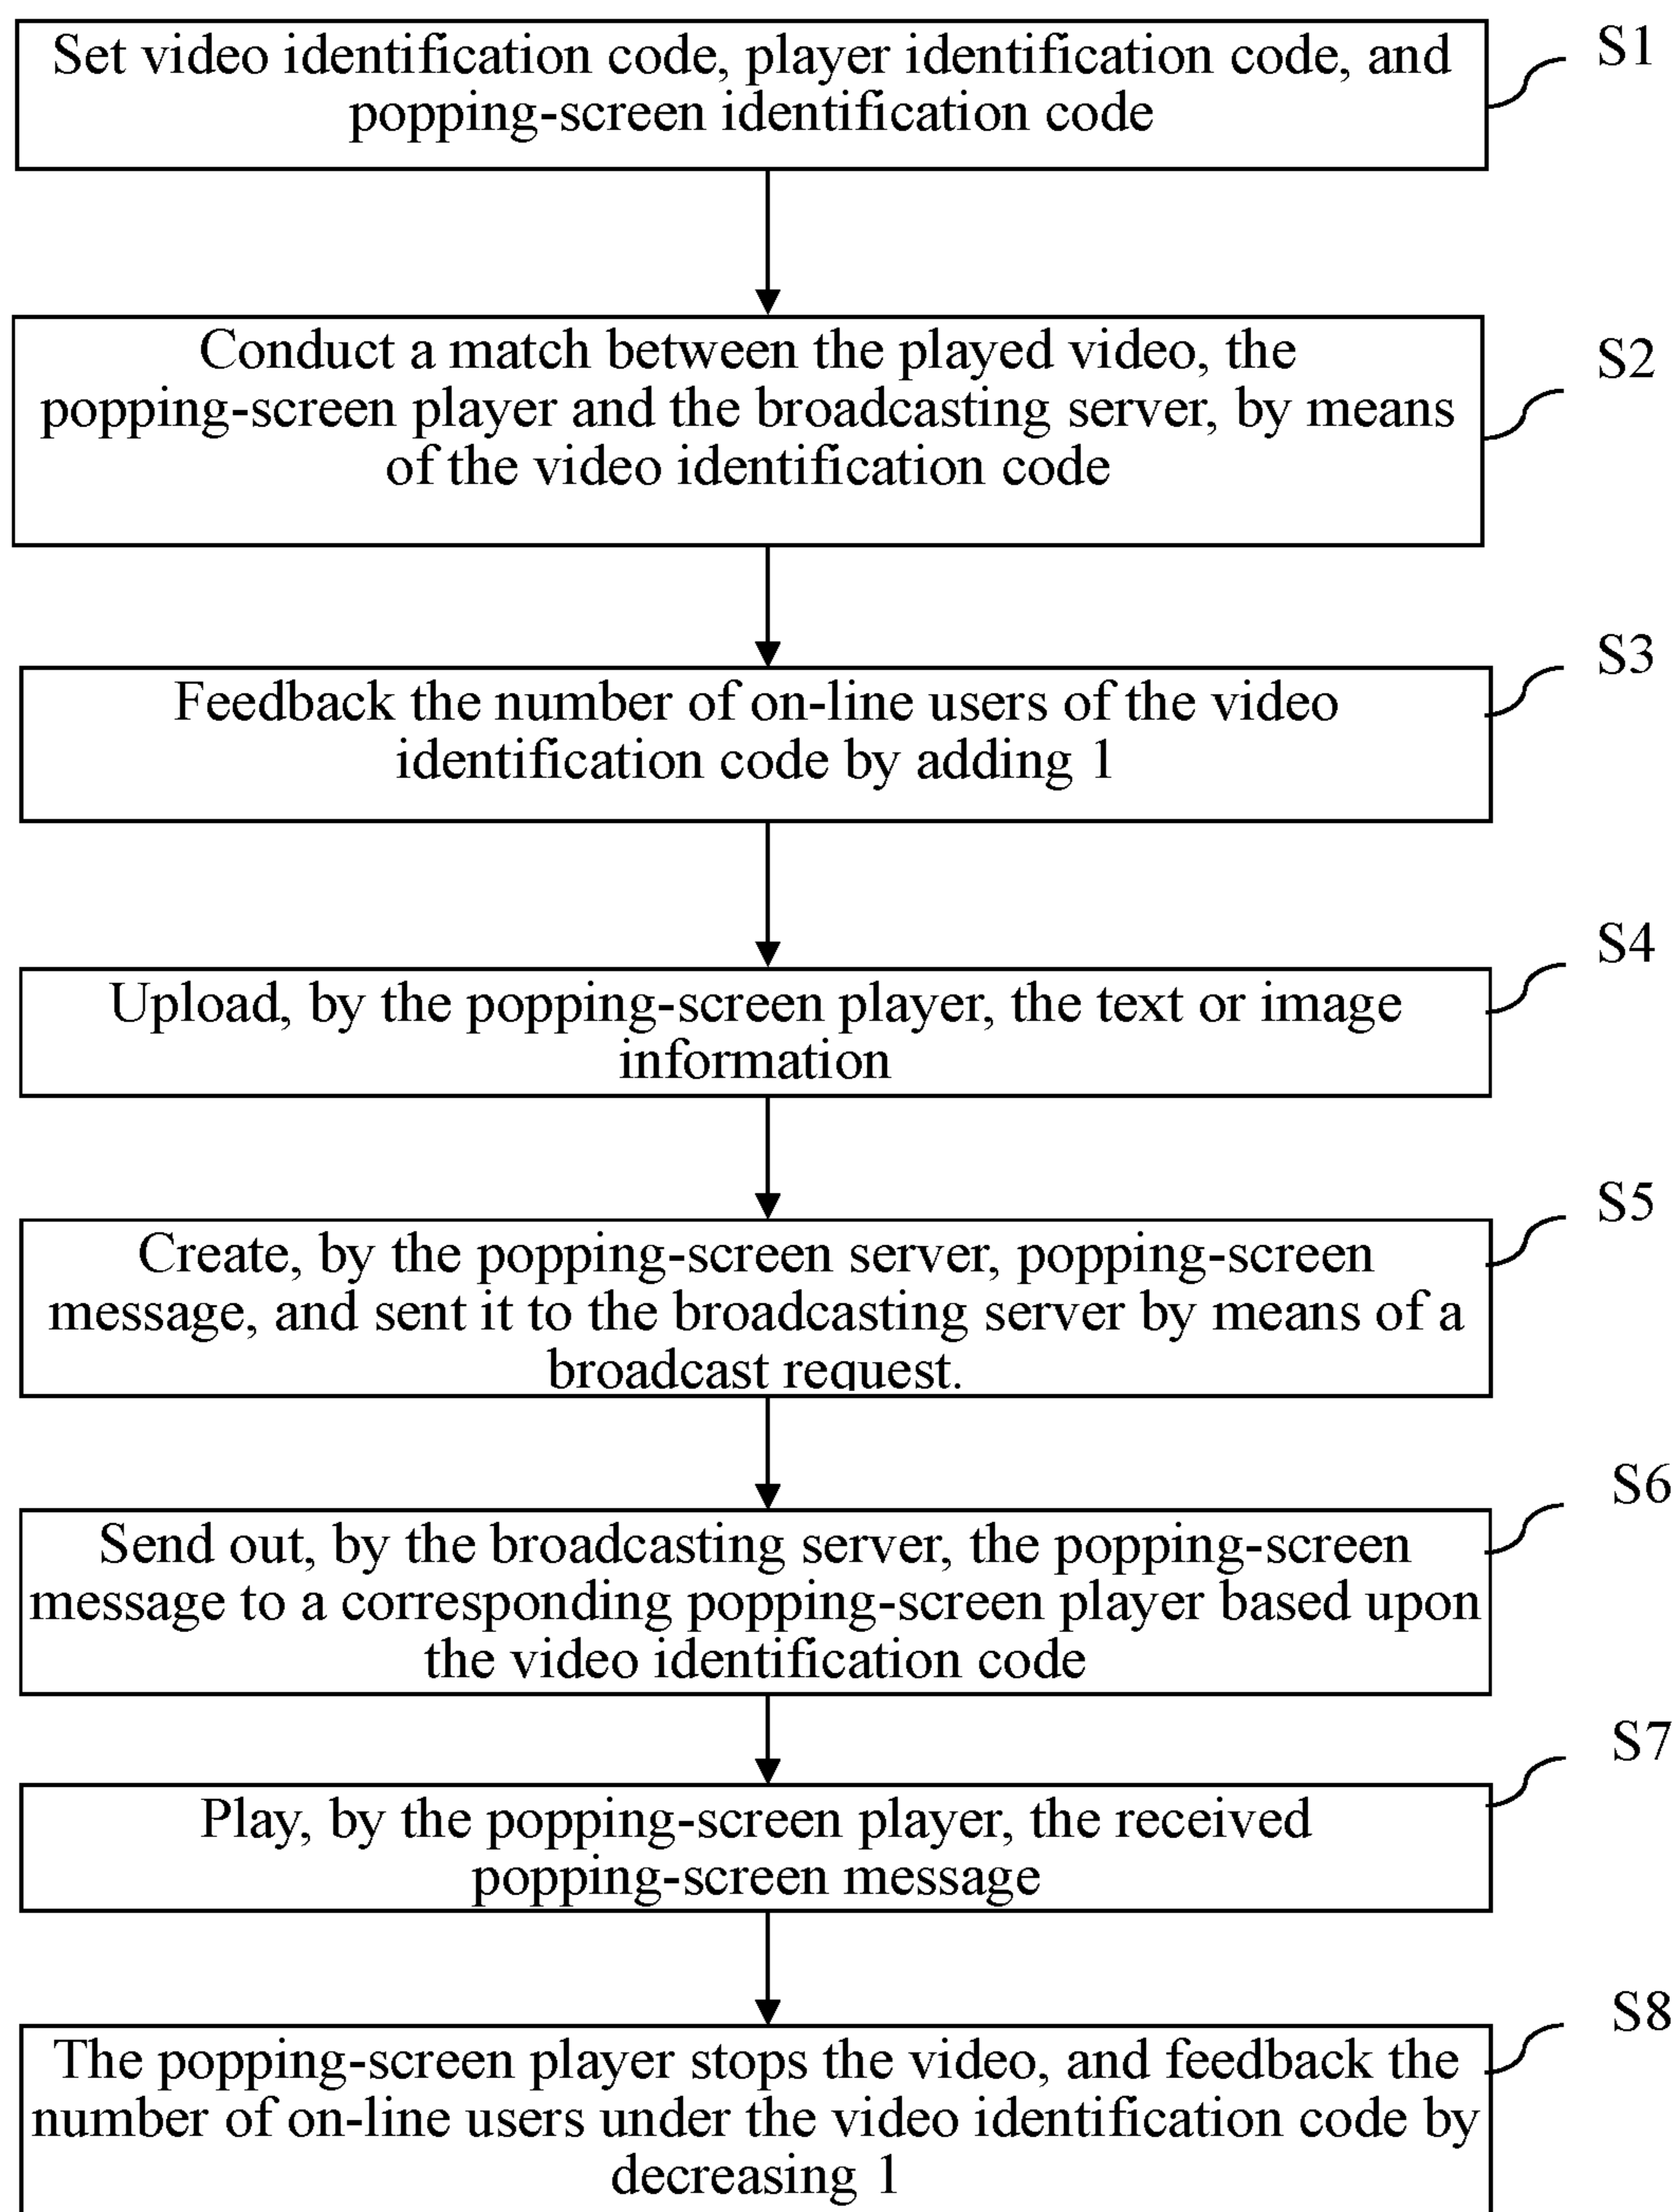 Set video identification code, player identification code, and
popping-screen identification code
S1
Conduct a match between the played video, the
popping-screen player and the broadcasting server, by means
of the video identification code
S2
Feedback the number of on-line users of the video
identification code by adding 1
S3
Upload, by the popping-screen player, the text or image
information
S4
Create, by the popping-screen server, popping-screen
message, and sent it to the broadcasting server by means of a
broadcast request.
S5
Send out, by the broadcasting server, the popping-screen
message to a corresponding popping-screen player based upon
the video identification code
S6
Play, by the popping-screen player, the received
popping-screen message
S7
The popping-screen player stops the video, and feedback the
number of on-line users under the video identification code by
decreasing 1
S8